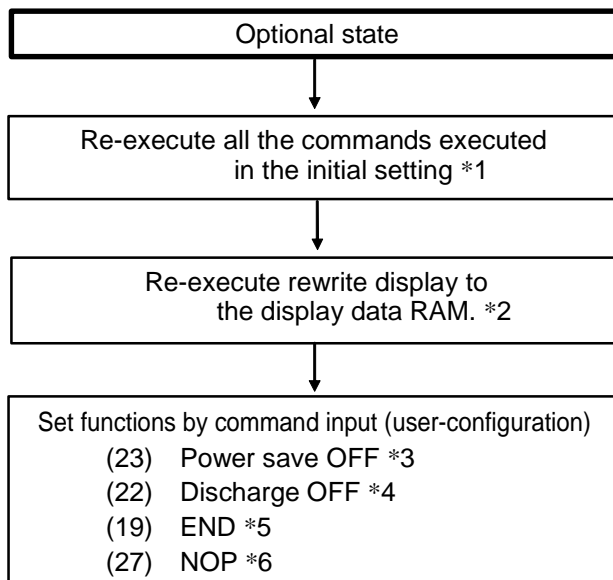 Optional state
Re-execute all the commands executed
in the initial setting *1
Re-execute rewrite display to
the display data RAM. *2
Set functions by command input (user-configuration)
(23) Power save OFF *3
(22) Discharge OFF *4
(19) END *5
(27) NOP *6